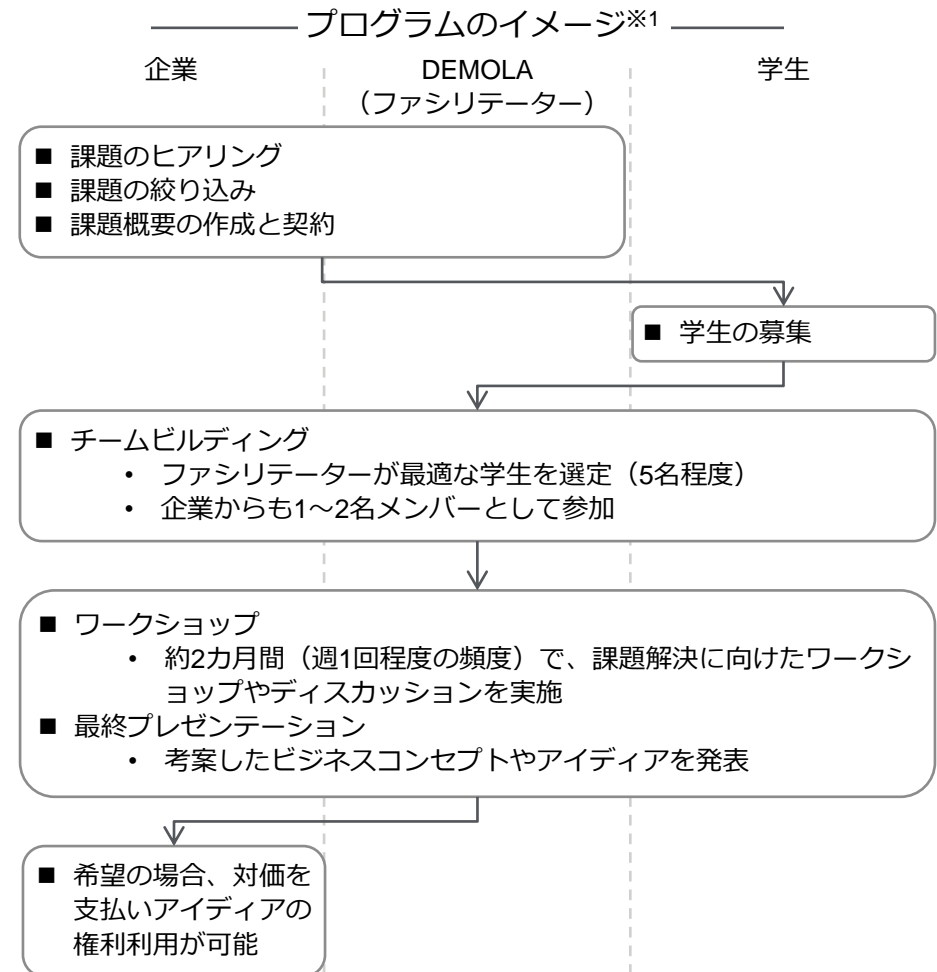 プログラムのイメージ※1
企業
DEMOLA
（ファシリテーター）
学生
■ 課題のヒアリング
■ 課題の絞り込み
■ 課題概要の作成と契約
■ 学生の募集
■ チームビルディング
• ファシリテーターが最適な学生を選定（5名程度）
• 企業からも1～2名メンバーとして参加
■ ワークショップ
• 約2カ月間（週1回程度の頻度）で、課題解決に向けたワークシ
ョップやディスカッションを実施
■ 最終プレゼンテーション
• 考案したビジネスコンセプトやアイディアを発表
■ 希望の場合、対価を
支払いアイディアの
権利利用が可能